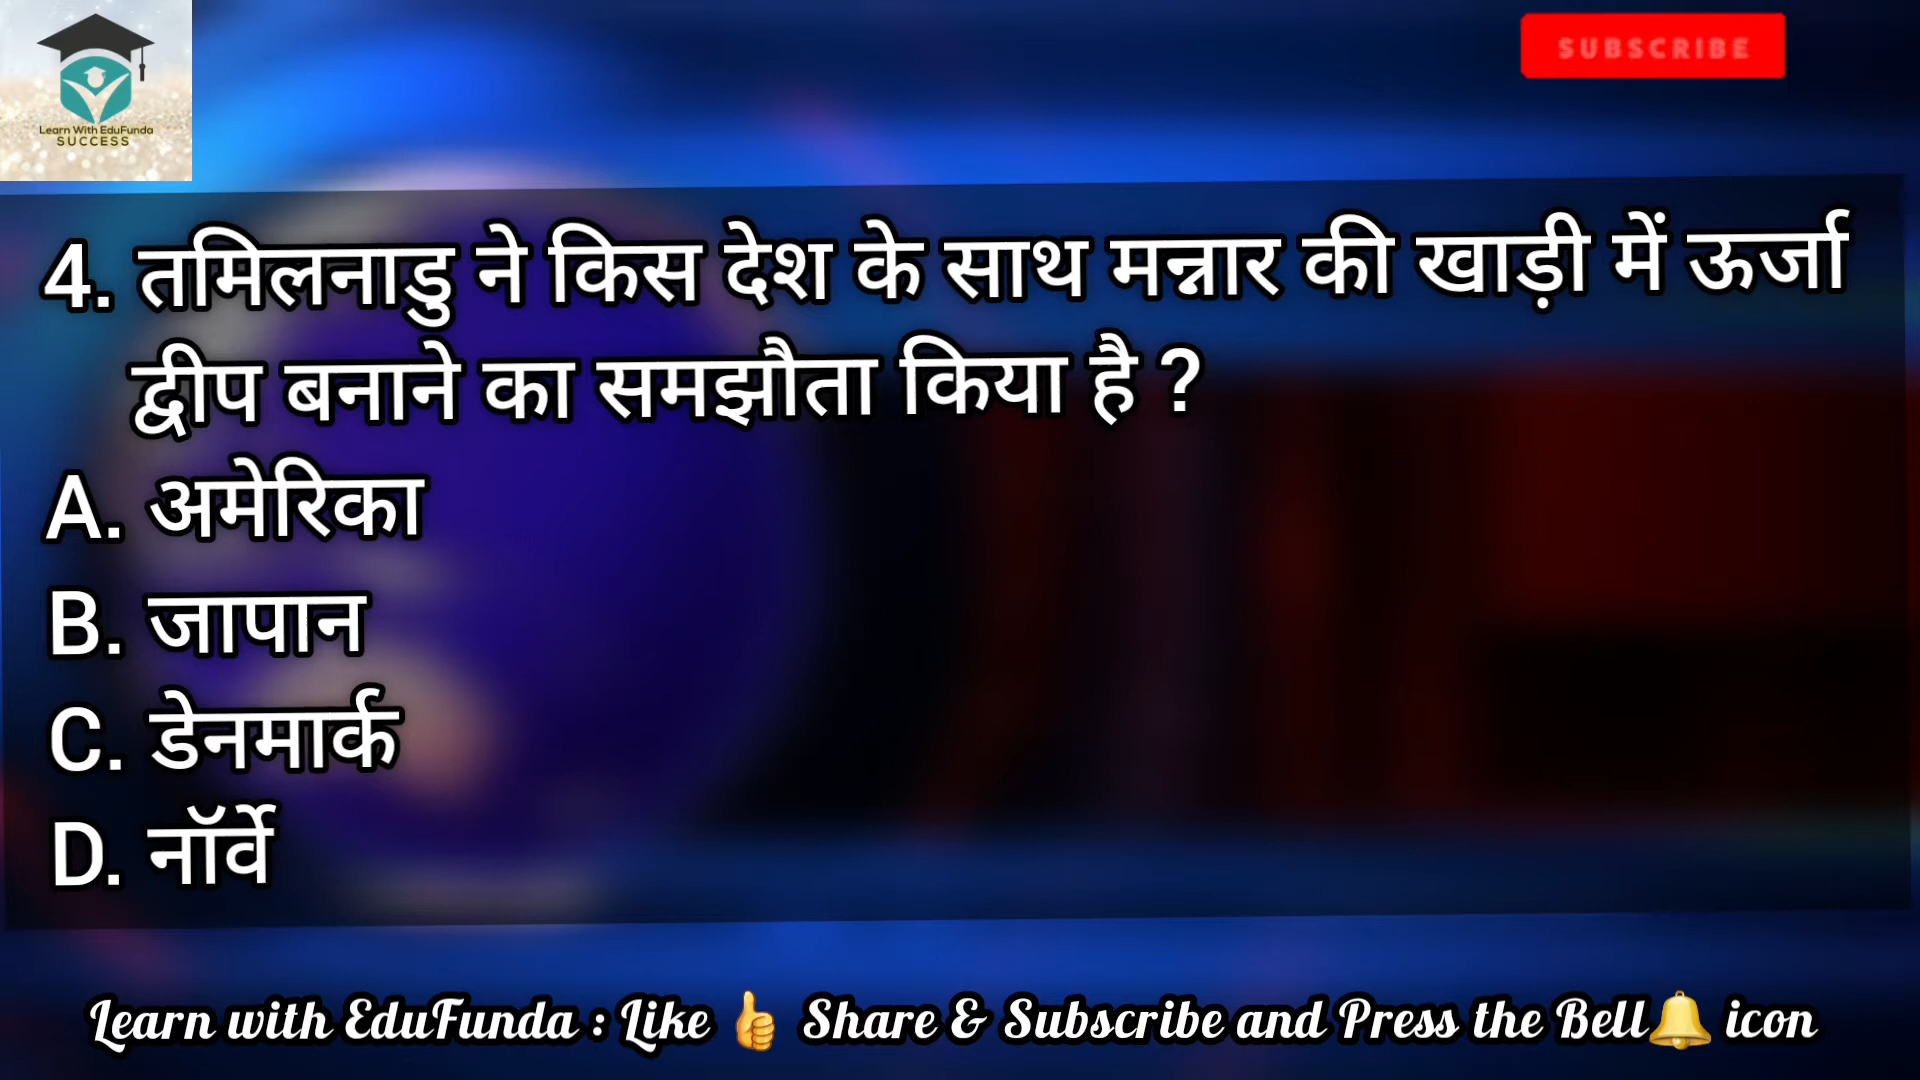 Learn With EduFunda
SUCCESS
SUBSCRIBE
4. तमिलनाडु ने किस देश के साथ मन्नार की खाड़ी में ऊर्जा
द्वीप बनाने का समझौता किया है ?
A. अमेरिका
B. जापान
C. डेनमार्क
D. नॉर्वे
Learn with EduFunda : Like 👍 Share & Subscribe and Press the Bell🔔 icon